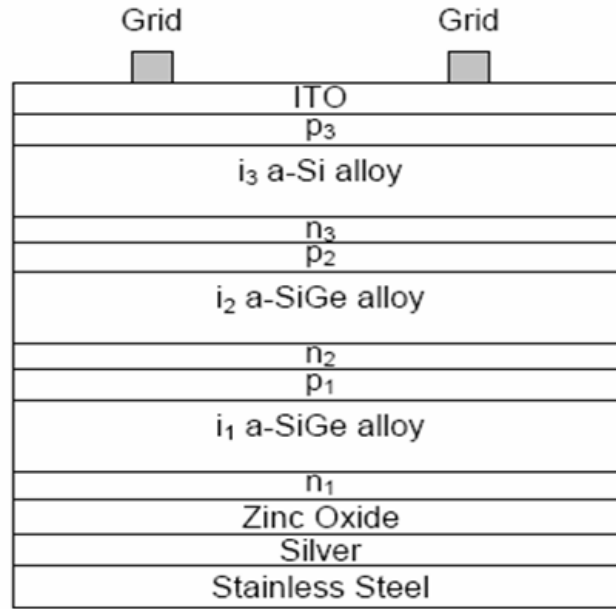 Grid Grid
ITO
p₃
i₃ a-Si alloy
n₃
p₂
i₂ a-SiGe alloy
n₂
p₁
i₁ a-SiGe alloy
n₁
Zinc Oxide
Silver
Stainless Steel